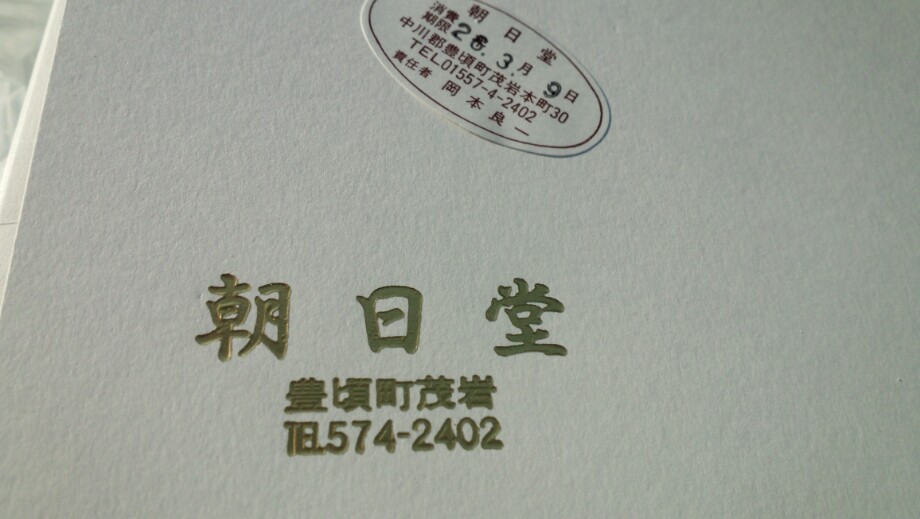 朝日堂
消費
期限 26.3.月9日
中川郡豊頃町茂岩本町30
TEL01557-4-2402
責任者 岡本良一
朝日堂
豊頃町茂岩
TEL574-2402